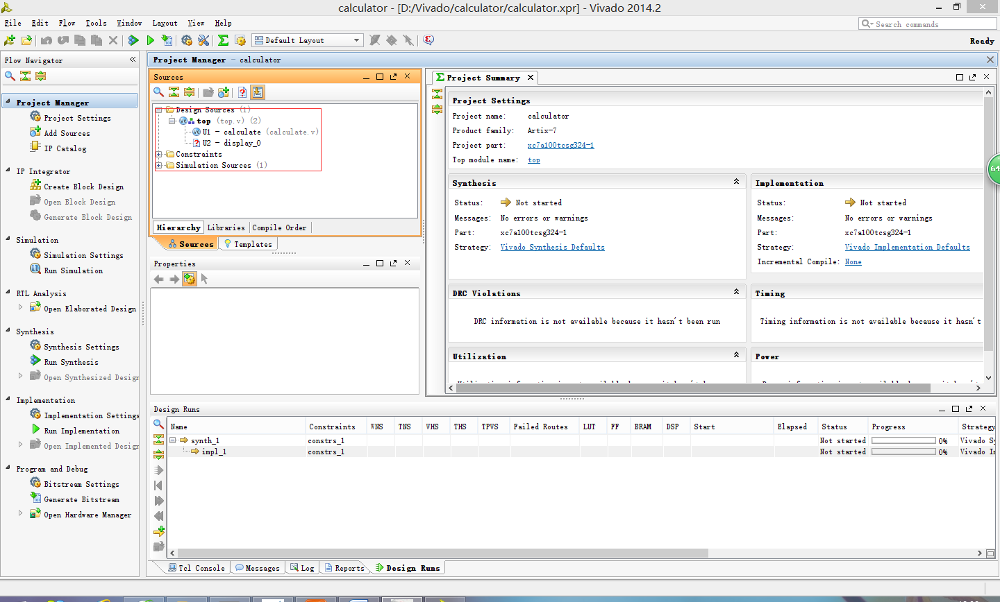 calculator - [D:/Vivado/calculator/calculator.xpr] - Vivado 2014.2
File Edit Flow Tools Window Layout View Help
Search commands
Default Layout
Ready
Flow Navigator
Project Manager
Project Settings
Add Sources
IP Catalog
IP Integrator
Create Block Design
Open Block Design
Generate Block Design
Simulation
Simulation Settings
Run Simulation
RTL Analysis
Open Elaborated Design
Synthesis
Synthesis Settings
Run Synthesis
Open Synthesized Design
Implementation
Implementation Settings
Run Implementation
Open Implemented Design
Program and Debug
Bitstream Settings
Generate Bitstream
Open Hardware Manager
Project Manager - calculator
Sources
Design Sources (1)
top (top.v) (2)
U1 - calculate (calculate.v)
U2 - display_0
Constraints
Simulation Sources (1)
Hierarchy Libraries Compile Order
Sources Templates
Properties
Project Summary
Project Settings
Project name: calculator
Product family: Artix-7
Project part: xc7a100tcsg324-1
Top module name: top
Synthesis
Status: Not started
Messages: No errors or warnings
Part: xc7a100tcsg324-1
Strategy: Vivado Synthesis Defaults
Implementation
Status: Not started
Messages: No errors or warnings
Part: xc7a100tcsg324-1
Strategy: Vivado Implementation Defaults
Incremental Compile: None
DRC Violations
DRC information is not available because it hasn't been run
Timing
Timing information is not available because it hasn't
Utilization
Power
64
Design Runs
Name Constraints WNS TNS WHS THS TPWS Failed Routes LUT FF BRAM DSP Start Elapsed Status Progress Strategy
synth_1 constrs_1 Not started 0% Vivado Sy
impl_1 constrs_1 Not started 0% Vivado Im
Tcl Console Messages Log Reports Design Runs